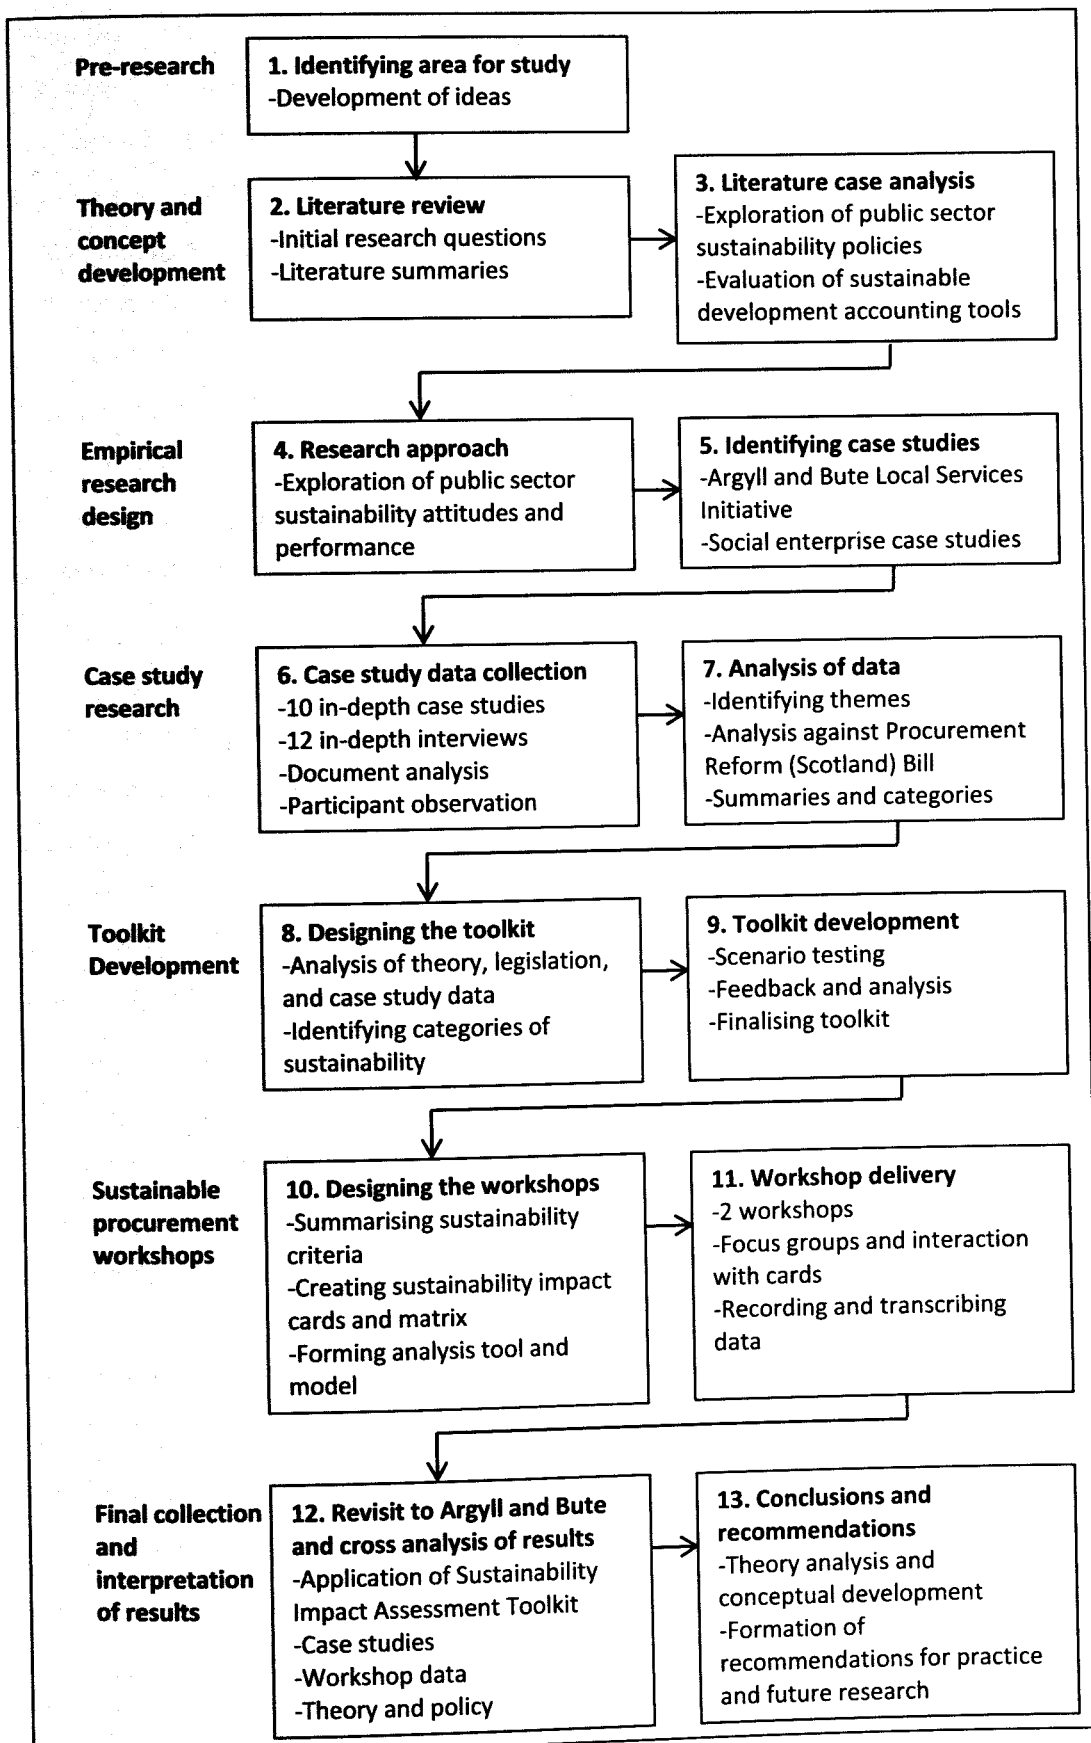 Pre-research
1. Identifying area for study
-Development of ideas
Theory and
concept
development
2. Literature review
-Initial research questions
-Literature summaries
3. Literature case analysis
-Exploration of public sector
sustainability policies
-Evaluation of sustainable
development accounting tools
Empirical
research
design
4. Research approach
-Exploration of public sector
sustainability attitudes and
performance
5. Identifying case studies
-Argyll and Bute Local Services
Initiative
-Social enterprise case studies
Case study
research
6. Case study data collection
-10 in-depth case studies
-12 in-depth interviews
-Document analysis
-Participant observation
7. Analysis of data
-Identifying themes
-Analysis against Procurement
Reform (Scotland) Bill
-Summaries and categories
Toolkit
Development
8. Designing the toolkit
-Analysis of theory, legislation,
and case study data
-Identifying categories of
sustainability
9. Toolkit development
-Scenario testing
-Feedback and analysis
-Finalising toolkit
Sustainable
procurement
workshops
10. Designing the workshops
-Summarising sustainability
criteria
-Creating sustainability impact
cards and matrix
-Forming analysis tool and
model
11. Workshop delivery
-2 workshops
-Focus groups and interaction
with cards
-Recording and transcribing
data
Final collection
and
interpretation
of results
12. Revisit to Argyll and Bute
and cross analysis of results
-Application of Sustainability
Impact Assessment Toolkit
-Case studies
-Workshop data
-Theory and policy
13. Conclusions and
recommendations
-Theory analysis and
conceptual development
-Formation of
recommendations for practice
and future research